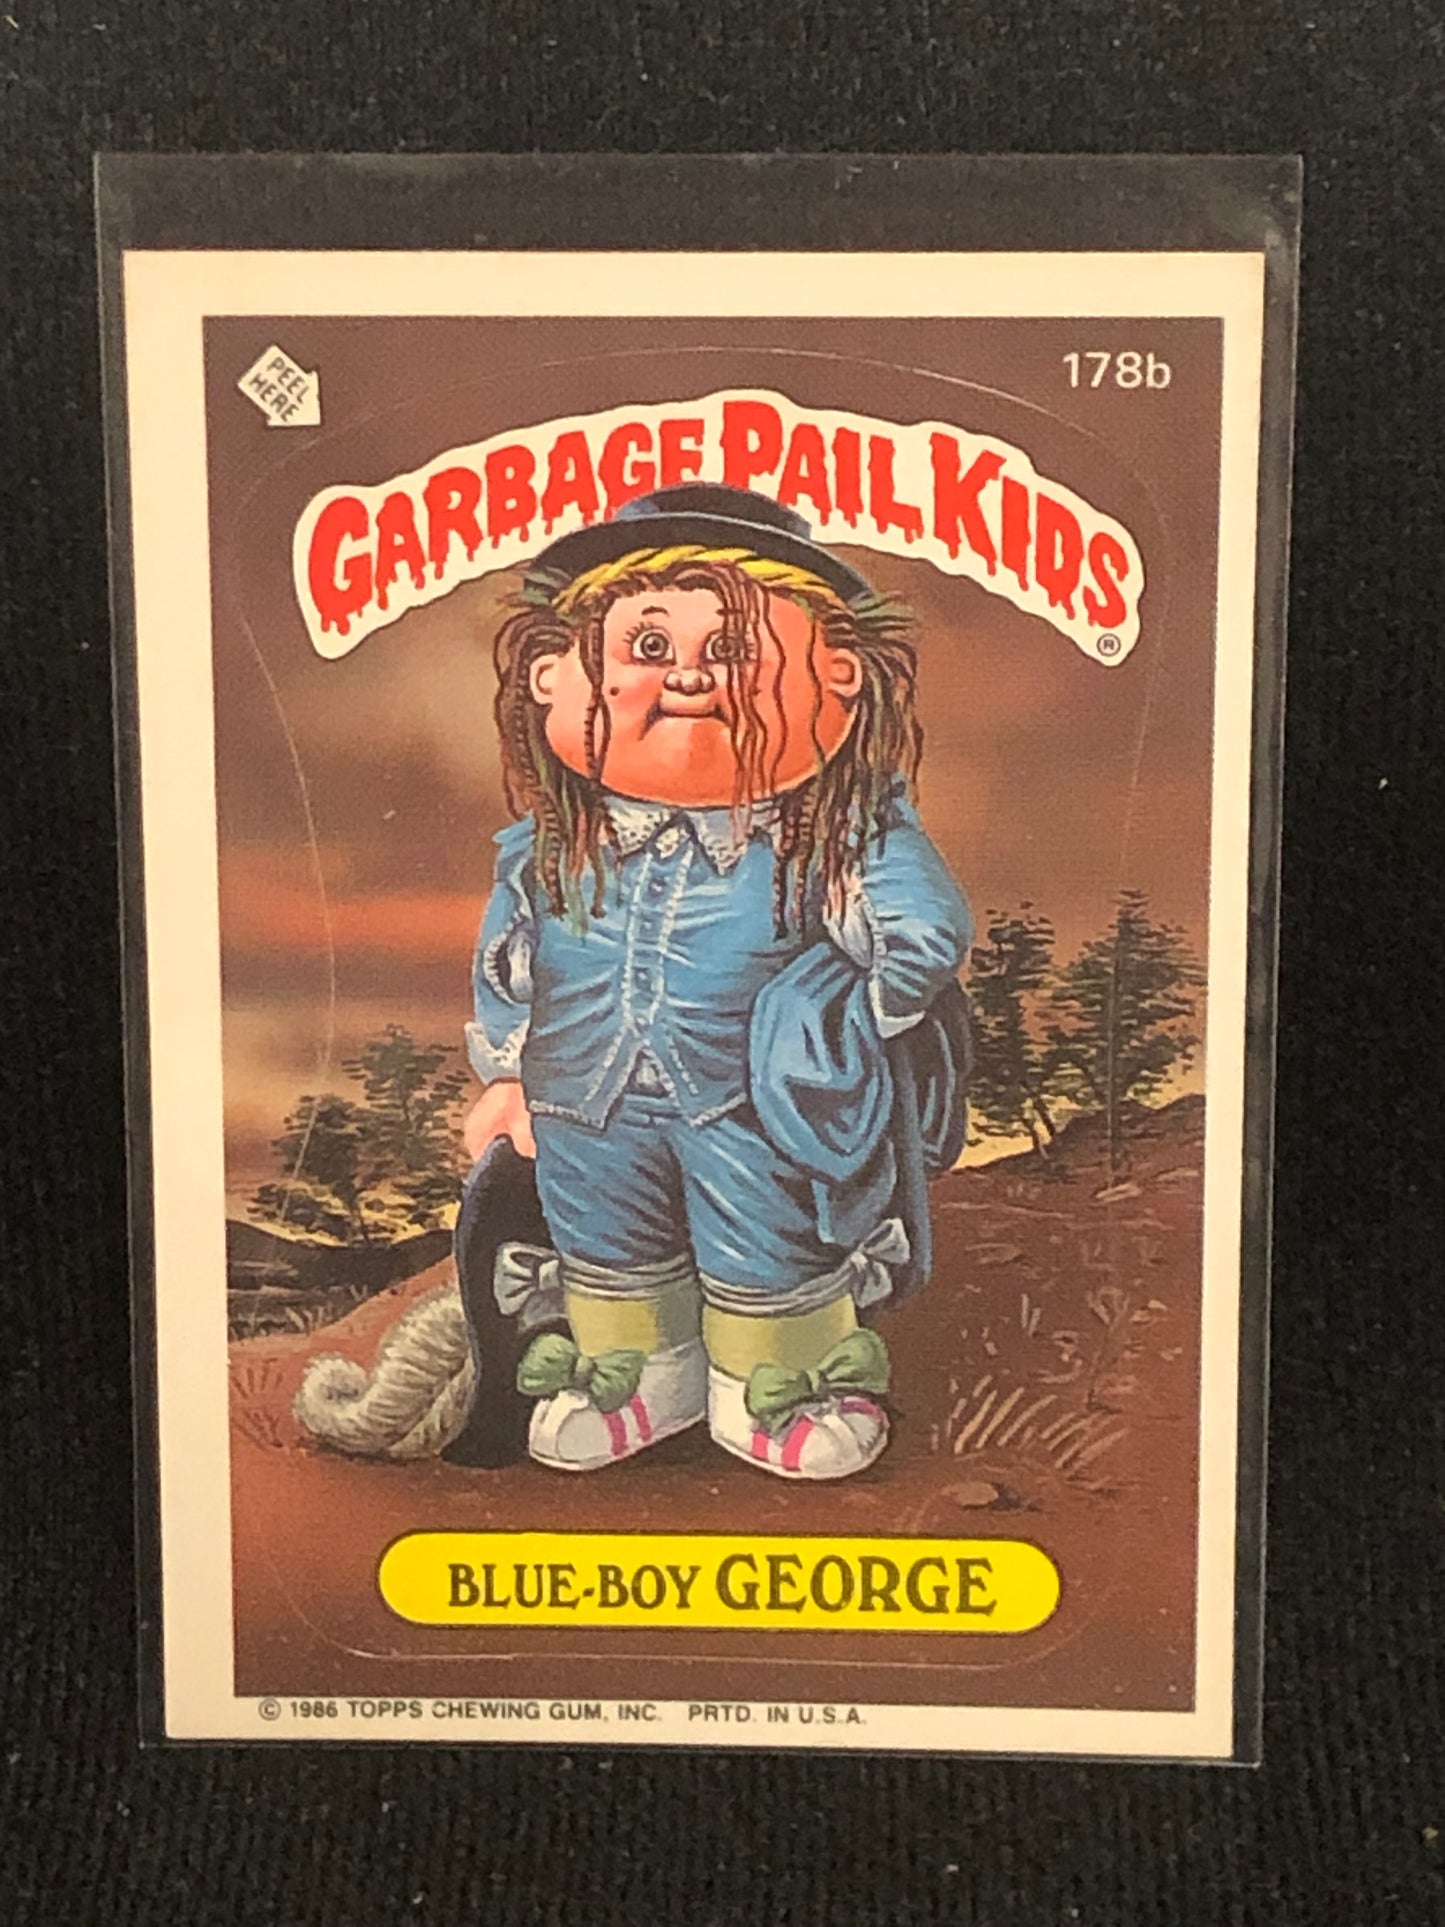 PEEL
HERE
178b
GARBAGE PAIL KIDS
®
BLUE-BOY GEORGE
© 1986 TOPPS CHEWING GUM, INC. PRTD. IN U.S.A.